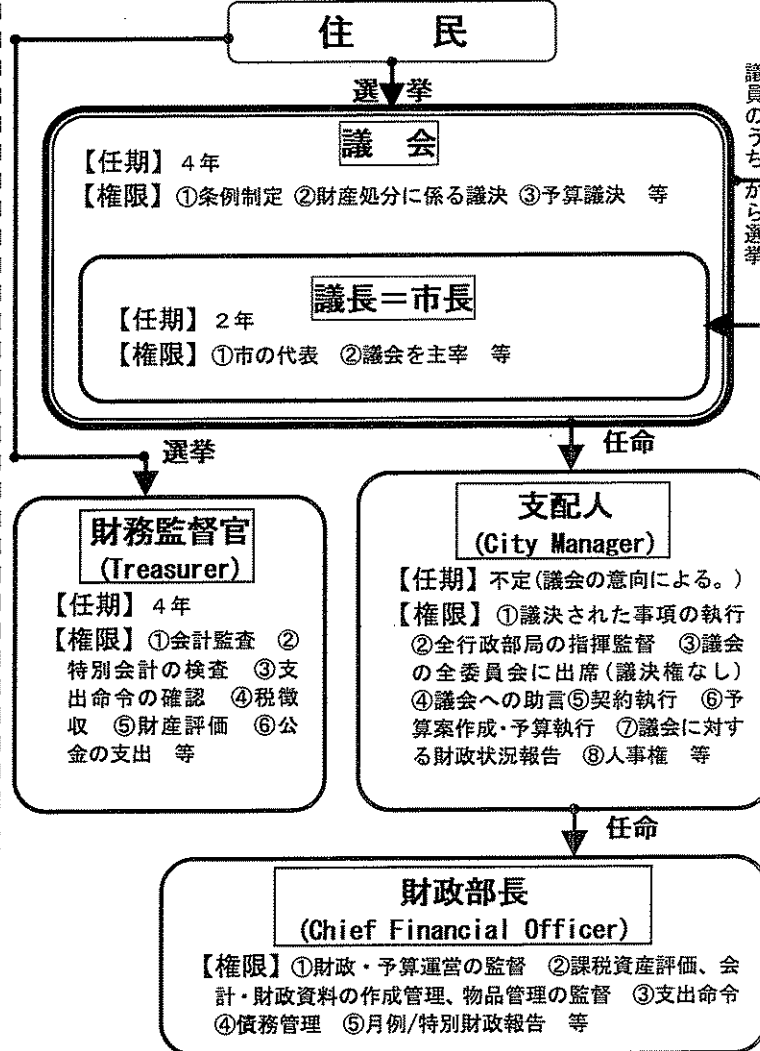 住　民
選挙
議員のうちから選挙
議　会
【任期】４年
【権限】①条例制定 ②財産処分に係る議決 ③予算議決　等
議長＝市長
【任期】２年
【権限】①市の代表　②議会を主宰　等
選挙
任命
財務監督官
(Treasurer)
【任期】４年
【権限】①会計監査　②
特別会計の検査　③支
出命令の確認　④税徴
収　⑤財産評価　⑥公
金の支出　等
支配人
(City Manager)
【任期】不定(議会の意向による。)
【権限】①議決された事項の執行
②全行政部局の指揮監督　③議会
の全委員会に出席(議決権なし)
④議会への助言⑤契約執行　⑥予
算案作成・予算執行　⑦議会に対す
る財政状況報告　⑧人事権　等
任命
財政部長
(Chief Financial Officer)
【権限】①財政・予算運営の監督　②課税資産評価、会
計・財政資料の作成管理、物品管理の監督　③支出命令
④債務管理　⑤月例/特別財政報告　等